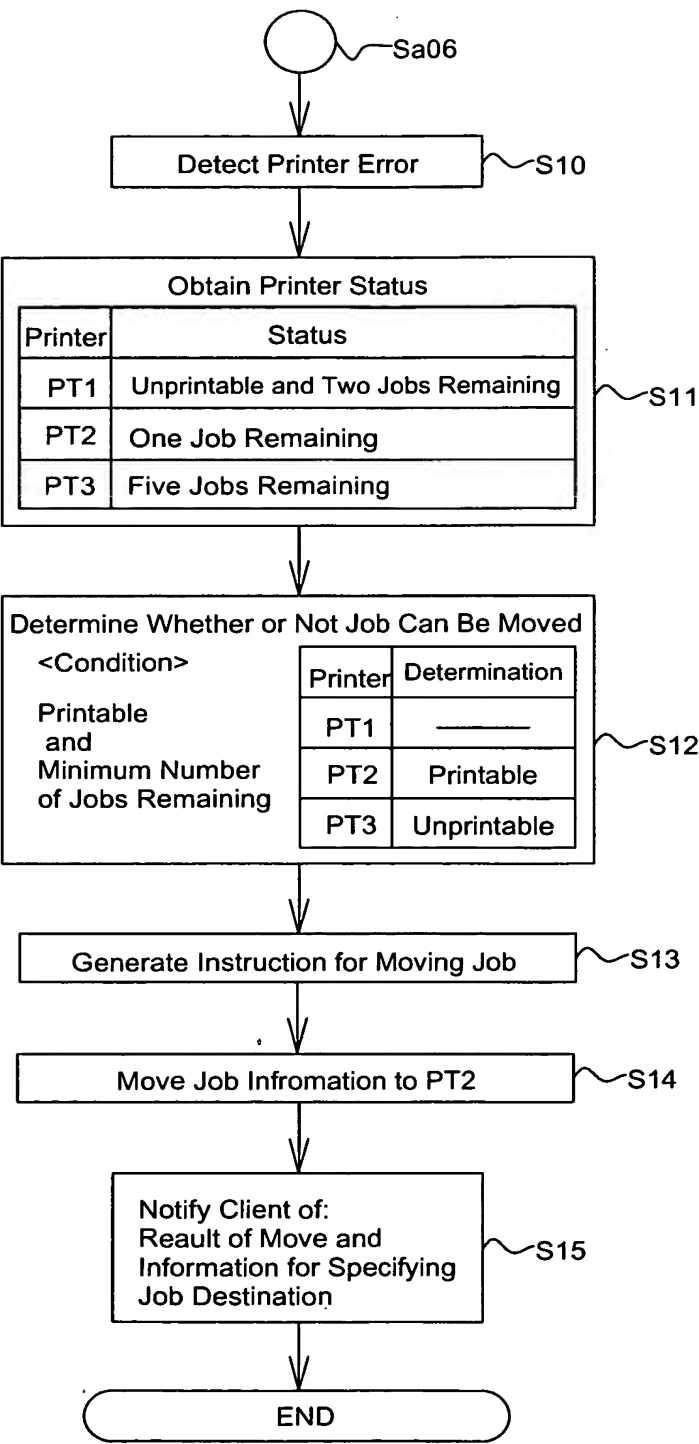 Sa06
Detect Printer Error
S10
Obtain Printer Status
Printer Status
PT1 Unprintable and Two Jobs Remaining
PT2 One Job Remaining
PT3 Five Jobs Remaining
S11
Determine Whether or Not Job Can Be Moved
<Condition>
Printable
and
Minimum Number
of Jobs Remaining
Printer Determination
PT1 ———
PT2 Printable
PT3 Unprintable
S12
Generate Instruction for Moving Job
S13
Move Job Infromation to PT2
S14
Notify Client of:
Reault of Move and
Information for Specifying
Job Destination
S15
END